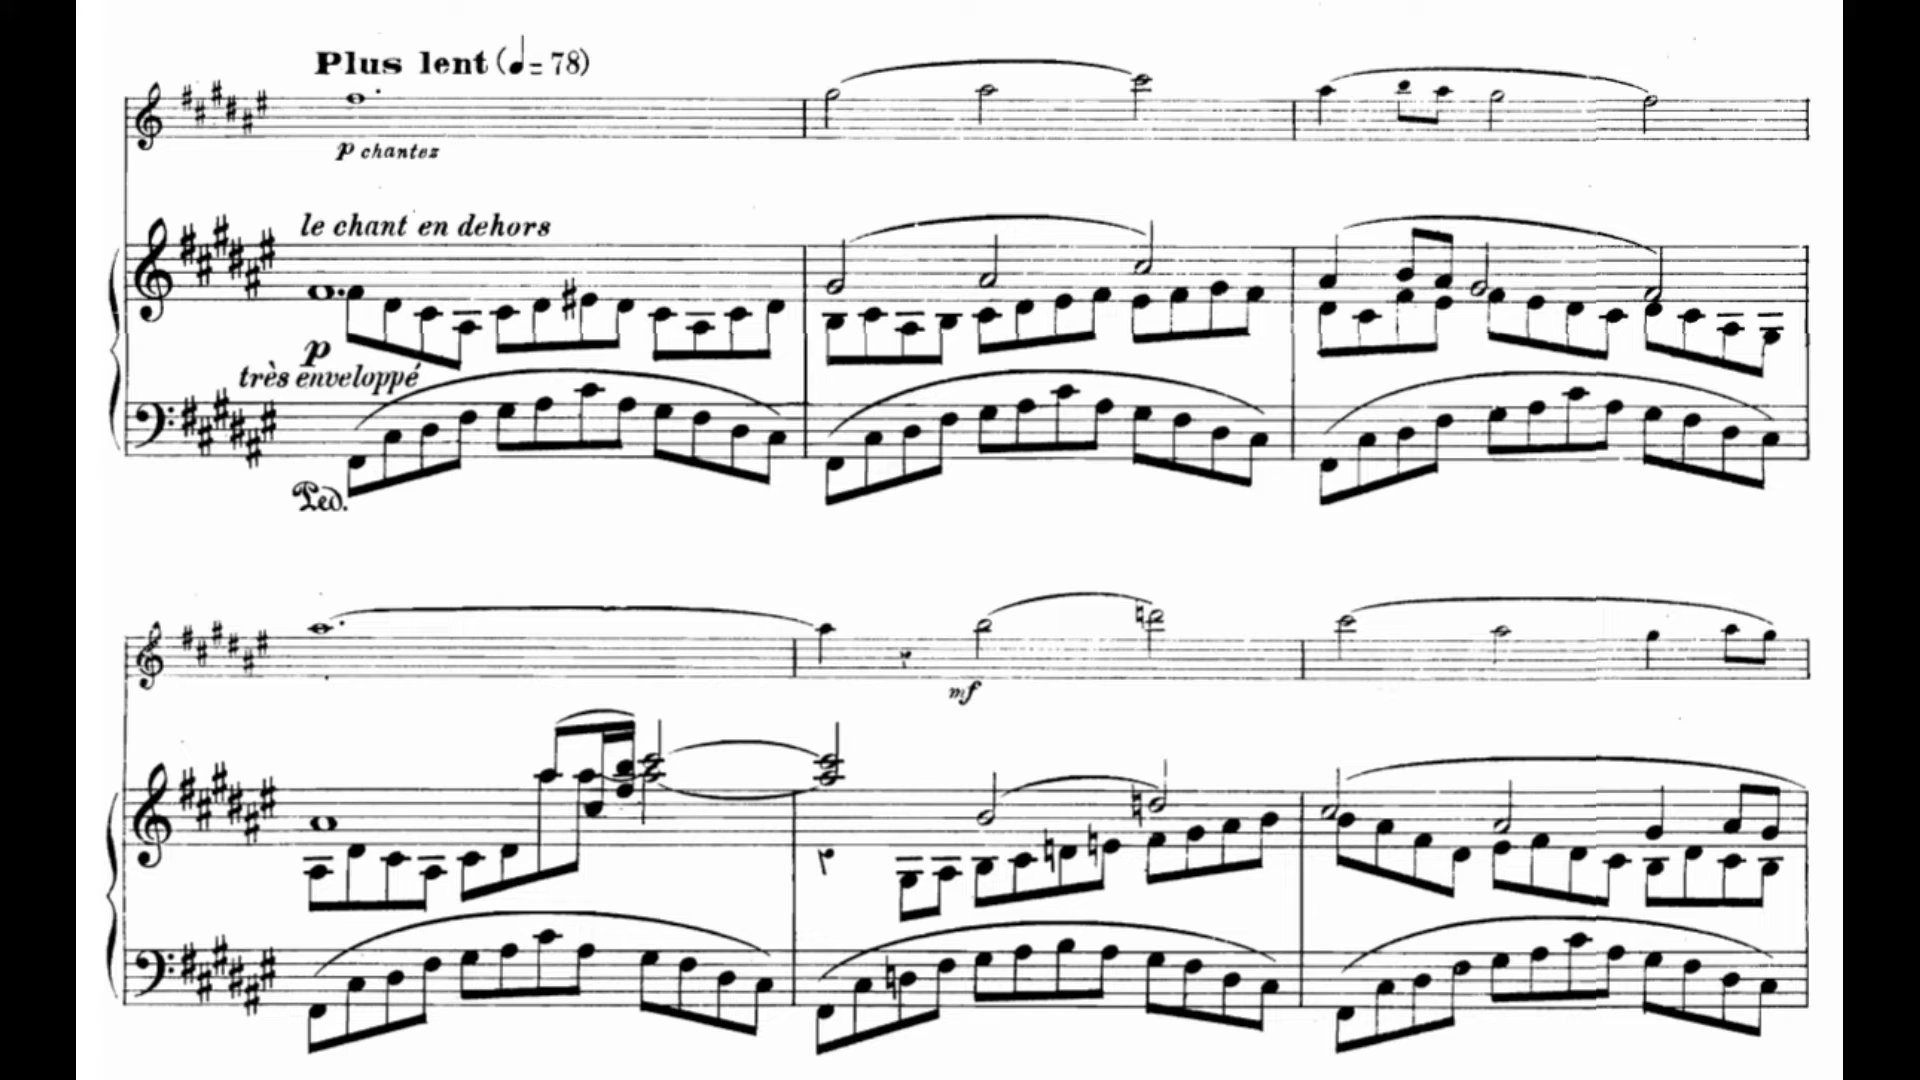 Plus lent (♩= 78)
p chantez
le chant en dehors
p
très enveloppé
Ped.
mf